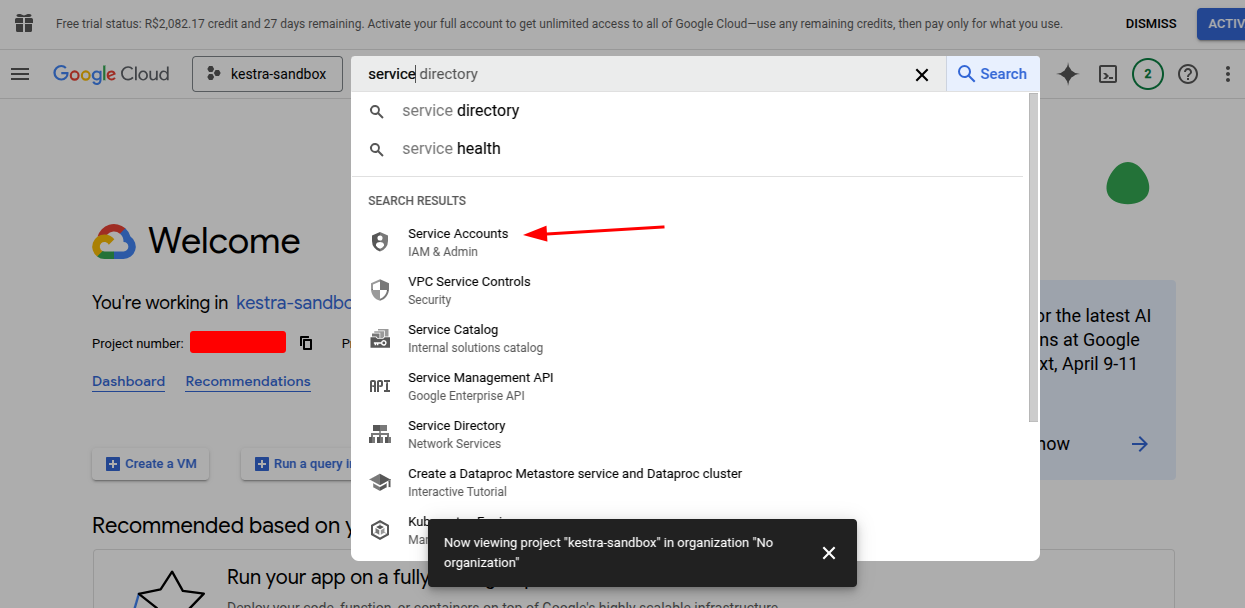 Free trial status: R$2,082.17 credit and 27 days remaining. Activate your full account to get unlimited access to all of Google Cloud—use any remaining credits, then pay only for what you use.
DISMISS
ACTIV
Google Cloud
kestra-sandbox
service directory
Search
2
service directory
service health
SEARCH RESULTS
Service Accounts
IAM & Admin
VPC Service Controls
Security
Service Catalog
Internal solutions catalog
API
Service Management API
Google Enterprise API
Service Directory
Network Services
Create a Dataproc Metastore service and Dataproc cluster
Interactive Tutorial
Welcome
You're working in kestra-sandbo
Project number:
Dashboard
Recommendations
or the latest AI
ns at Google
xt, April 9-11
now
Create a VM
Run a query i
Recommended based on y
Now viewing project "kestra-sandbox" in organization "No
organization"
Run your app on a fully
Deploy your code, function, or containers on top of Google's highly scalable infrastructure